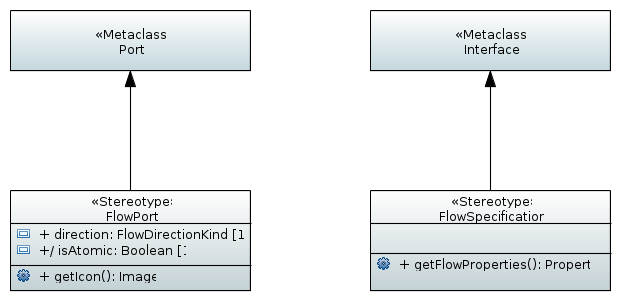 «Metaclass
Port
«Metaclass
Interface
«Stereotype:
FlowPort
+ direction: FlowDirectionKind [1
+/ isAtomic: Boolean [1
+ getIcon(): Image
«Stereotype:
FlowSpecification
+ getFlowProperties(): Propert